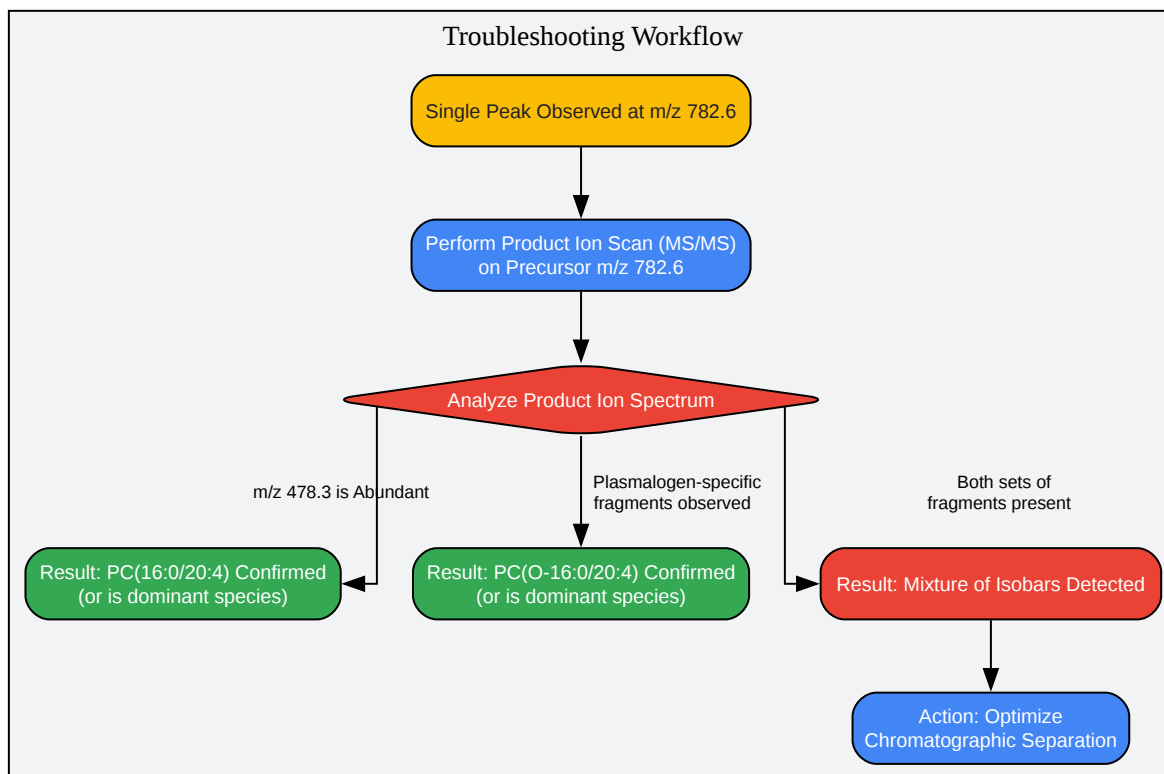 Troubleshooting Workflow
Single Peak Observed at m/z 782.6
Perform Product Ion Scan (MS/MS)
on Precursor m/z 782.6
Analyze Product Ion Spectrum
m/z 478.3 is Abundant
Plasmalogen-specific
fragments observed
Both sets of
fragments present
Result: PC(16:0/20:4) Confirmed
(or is dominant species)
Result: PC(O-16:0/20:4) Confirmed
(or is dominant species)
Result: Mixture of Isobars Detected
Action: Optimize
Chromatographic Separation